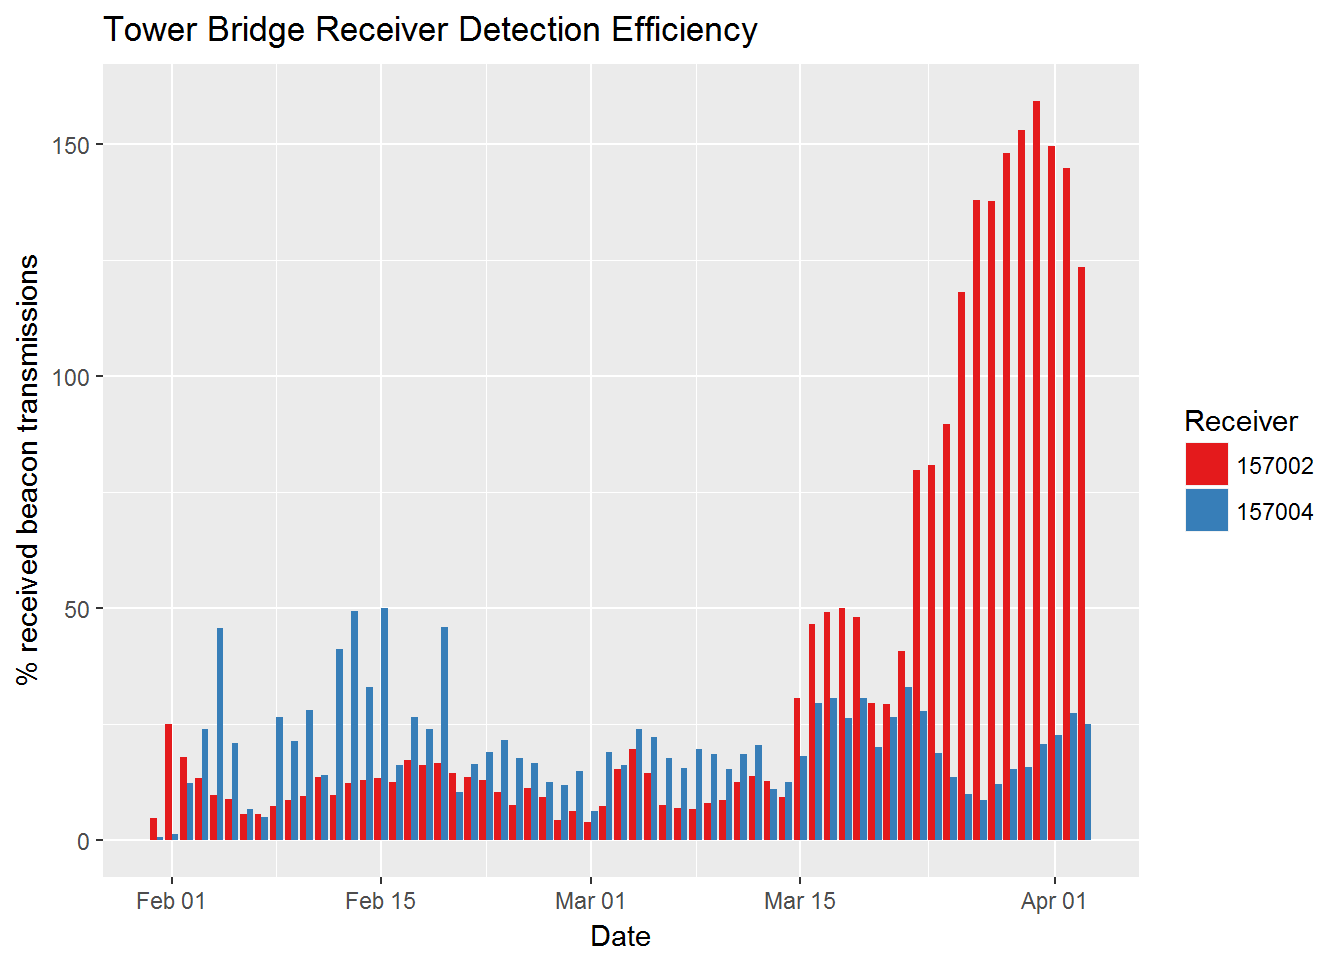 Tower Bridge Receiver Detection Efficiency
% received beacon transmissions
150
100
50
0
Feb 01
Feb 15
Mar 01
Mar 15
Apr 01
Date
Receiver
157002
157004